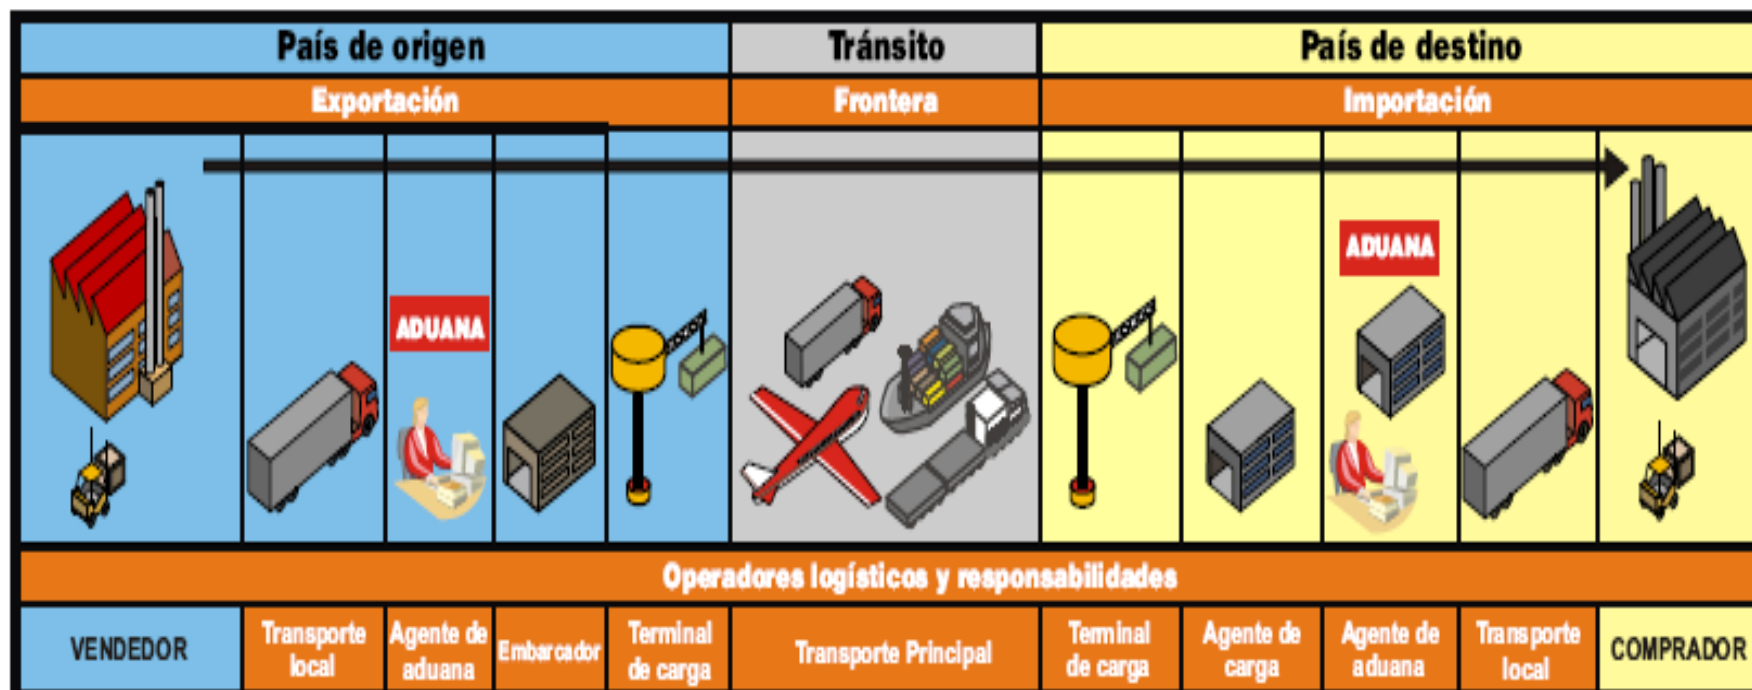 País de origen
Tránsito
País de destino
Exportación
Frontera
Importación
ADUANA
ADUANA
Operadores logísticos y responsabilidades
VENDEDOR
Transporte
local
Agente de
aduana
Embarcador
Terminal
de carga
Transporte Principal
Terminal
de carga
Agente de
carga
Agente de
aduana
Transporte
local
COMPRADOR